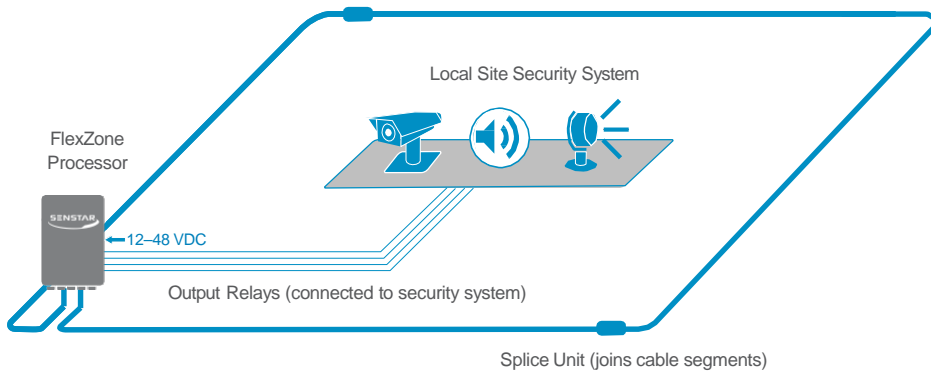 Local Site Security System
FlexZone
Processor
SENSTAR
12–48 VDC
Output Relays (connected to security system)
Splice Unit (joins cable segments)